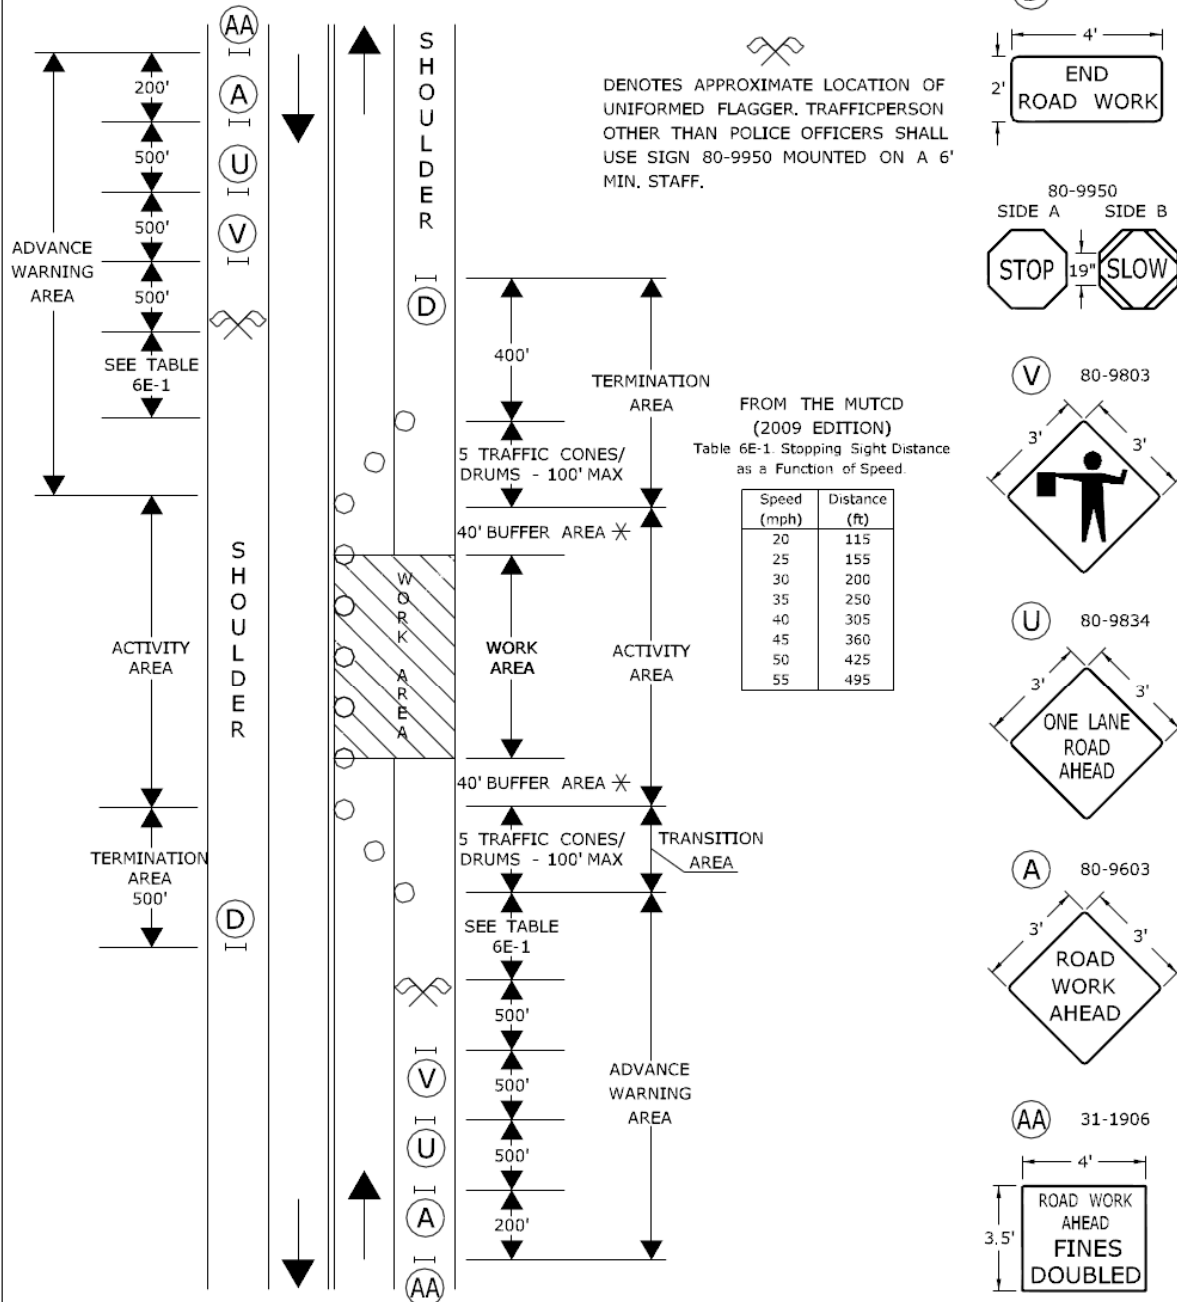 AA
200'
A
500'
U
500'
V
500'
ADVANCE
WARNING
AREA
SEE TABLE
6E-1
SHOULDER
ACTIVITY
AREA
TERMINATION
AREA
500'
D
SHOULDER
D
400'
TERMINATION
AREA
5 TRAFFIC CONES/
DRUMS - 100' MAX
40' BUFFER AREA *
WORK AREA
WORK
AREA
ACTIVITY
AREA
40' BUFFER AREA *
5 TRAFFIC CONES/
DRUMS - 100' MAX
TRANSITION
AREA
SEE TABLE
6E-1
500'
V
500'
U
500'
A
200'
AA
ADVANCE
WARNING
AREA
DENOTES APPROXIMATE LOCATION OF
UNIFORMED FLAGGER. TRAFFICPERSON
OTHER THAN POLICE OFFICERS SHALL
USE SIGN 80-9950 MOUNTED ON A 6'
MIN. STAFF.
FROM THE MUTCD
(2009 EDITION)
Table 6E-1. Stopping Sight Distance
as a Function of Speed.
Speed Distance
(mph) (ft)
20 115
25 155
30 200
35 250
40 305
45 360
50 425
55 495
4'
2'
END
ROAD WORK
80-9950
SIDE A SIDE B
STOP 19" SLOW
V 80-9803
3' 3'
U 80-9834
3' 3'
ONE LANE
ROAD
AHEAD
A 80-9603
3' 3'
ROAD
WORK
AHEAD
AA 31-1906
4'
3.5'
ROAD WORK
AHEAD
FINES
DOUBLED